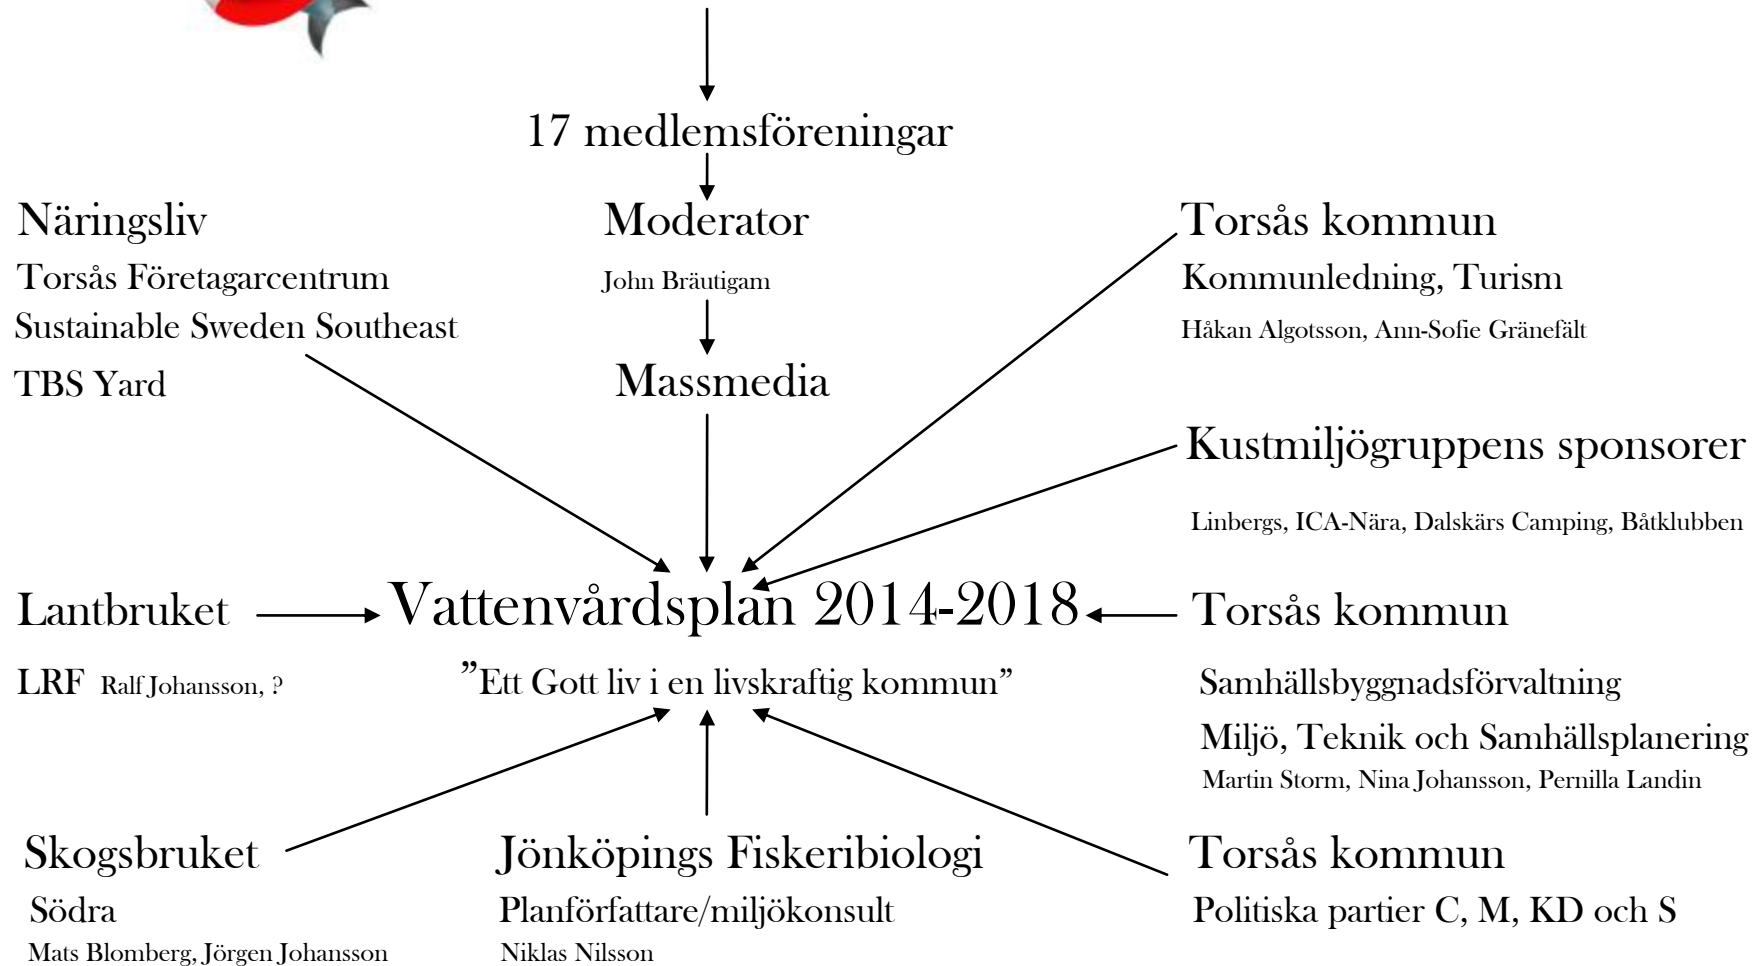 17 medlemsföreningar
Näringsliv
Torsås Företagarcentrum
Sustainable Sweden Southeast
TBS Yard
Moderator
John Bräutigam
Massmedia
Torsås kommun
Kommunledning, Turism
Håkan Algotsson, Ann-Sofie Gränefält
Kustmiljögruppens sponsorer
Linbergs, ICA-Nära, Dalskärs Camping, Båtklubben
Lantbruket
LRF Ralf Johansson, ?
Vattenvårdsplan 2014-2018
”Ett Gott liv i en livskraftig kommun”
Torsås kommun
Samhällsbyggnadsförvaltning
Miljö, Teknik och Samhällsplanering
Martin Storm, Nina Johansson, Pernilla Landin
Skogsbruket
Södra
Mats Blomberg, Jörgen Johansson
Jönköpings Fiskeribiologi
Planförfattare/miljökonsult
Niklas Nilsson
Torsås kommun
Politiska partier C, M, KD och S